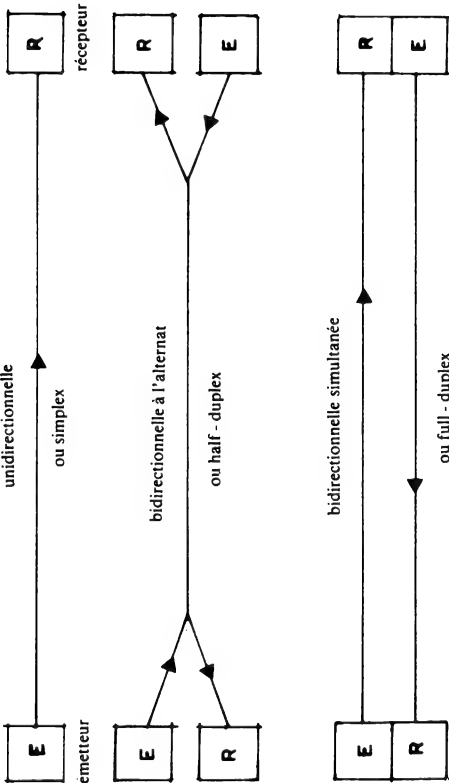 unidirectionnelle
E R
ou simplex
émetteur récepteur
E R
bidirectionnelle à l'alternat
ou half - duplex
R E
bidirectionnelle simultanée
E R
R E
ou full - duplex